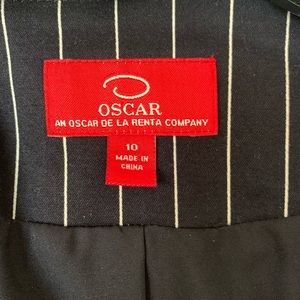 OSCAR
AN OSCAR DE LA RENTA COMPANY
10
MADE IN
CHINA